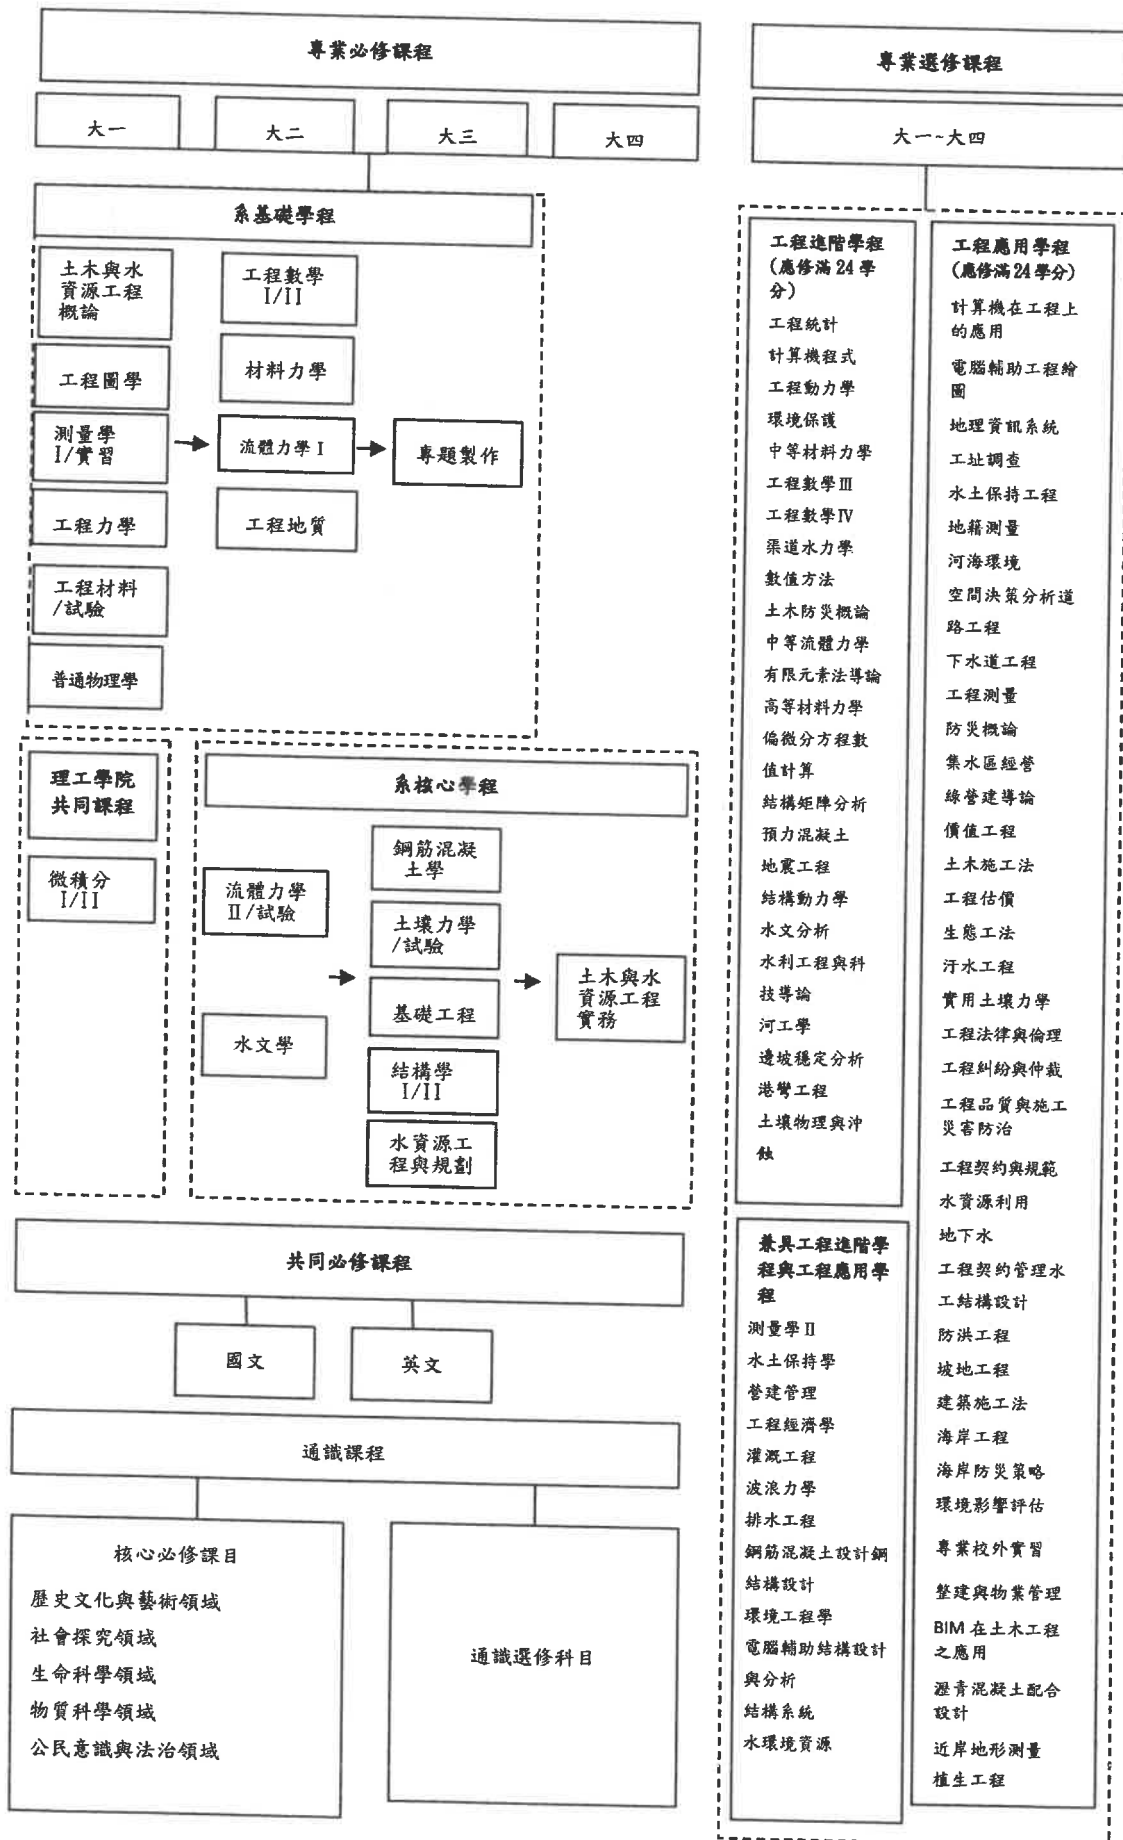 專業必修課程
大一
大二
大三
大四
系基礎學程
土木與水
資源工程
概論
工程圖學
測量學
I/實習
工程力學
工程材料
/試驗
普通物理學
工程數學
I/II
材料力學
流體力學 I
工程地質
專題製作
理工學院
共同課程
微積分
I/II
系核心學程
流體力學
II/試驗
水文學
鋼筋混凝
土學
土壤力學
/試驗
基礎工程
結構學
I/II
水資源工
程與規劃
土木與水
資源工程
實務
共同必修課程
國文
英文
通識課程
核心必修課目
歷史文化與藝術領域
社會探究領域
生命科學領域
物質科學領域
公民意識與法治領域
通識選修科目
專業選修課程
大一~大四
工程進階學程
(應修滿 24 學
分)
工程統計
計算機程式
工程動力學
環境保護
中等材料力學
工程數學III
工程數學IV
渠道水力學
數值方法
土木防災概論
中等流體力學
有限元素法導論
高等材料力學
偏微分方程數
值計算
結構矩陣分析
預力混凝土
地震工程
結構動力學
水文分析
水利工程與科
技導論
河工學
邊坡穩定分析
港彎工程
土壤物理與沖
蝕
兼具工程進階學
程與工程應用學
程
測量學 II
水土保持學
營建管理
工程經濟學
灌溉工程
波浪力學
排水工程
鋼筋混凝土設計鋼
結構設計
環境工程學
電腦輔助結構設計
與分析
結構系統
水環境資源
工程應用學程
(應修滿 24 學分)
計算機在工程上
的應用
電腦輔助工程繪
圖
地理資訊系統
工址調查
水土保持工程
地籍測量
河海環境
空間決策分析道
路工程
下水道工程
工程測量
防災概論
集水區經營
綠營建導論
價值工程
土木施工法
工程估價
生態工法
汙水工程
實用土壤力學
工程法律與倫理
工程糾紛與仲裁
工程品質與施工
災害防治
工程契約與規範
水資源利用
地下水
工程契約管理水
工結構設計
防洪工程
坡地工程
建築施工法
海岸工程
海岸防災策略
環境影響評估
專業校外實習
整建與物業管理
BIM 在土木工程
之應用
瀝青混凝土配合
設計
近岸地形測量
植生工程